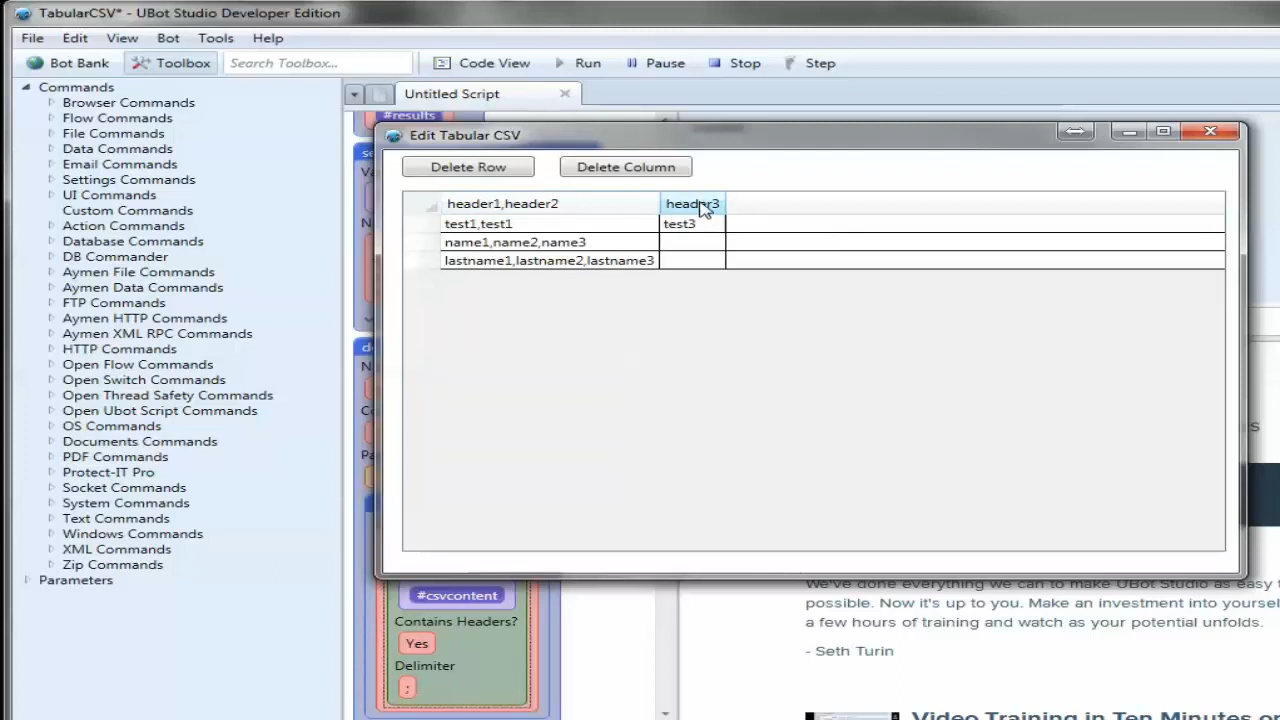 TabularCSV* - UBot Studio Developer Edition
File Edit View Bot Tools Help
Bot Bank Toolbox Search Toolbox... Code View Run Pause Stop Step
Commands
Browser Commands
Flow Commands
File Commands
Data Commands
Email Commands
Settings Commands
UI Commands
Custom Commands
Action Commands
Database Commands
DB Commander
Aymen File Commands
Aymen Data Commands
FTP Commands
Aymen HTTP Commands
Aymen XML RPC Commands
HTTP Commands
Open Flow Commands
Open Switch Commands
Open Thread Safety Commands
Open Ubot Script Commands
OS Commands
Documents Commands
PDF Commands
Protect-IT Pro
Socket Commands
System Commands
Text Commands
Windows Commands
XML Commands
Zip Commands
Parameters
Untitled Script
#results
Edit Tabular CSV
Delete Row Delete Column
header1,header2 header3
test1,test1 test3
name1,name2,name3
lastname1,lastname2,lastname3
#csvcontent
Contains Headers?
Yes
Delimiter
;
We've done everything we can to make UBot Studio as easy
possible. Now it's up to you. Make an investment into yourse
a few hours of training and watch as your potential unfolds.
- Seth Turin
Video Training in Ten Minutes or